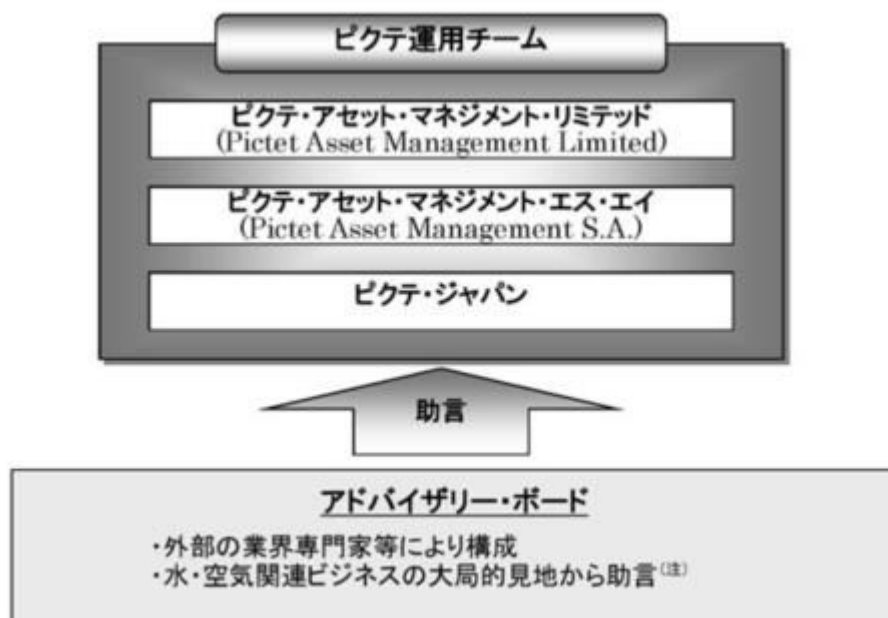 ピクテ運用チーム
ピクテ・アセット・マネジメント・リミテッド
(Pictet Asset Management Limited)
ピクテ・アセット・マネジメント・エス・エイ
(Pictet Asset Management S.A.)
ピクテ・ジャパン
助言
アドバイザリー・ボード
・外部の業界専門家等により構成
・水・空気関連ビジネスの大局的見地から助言(注)